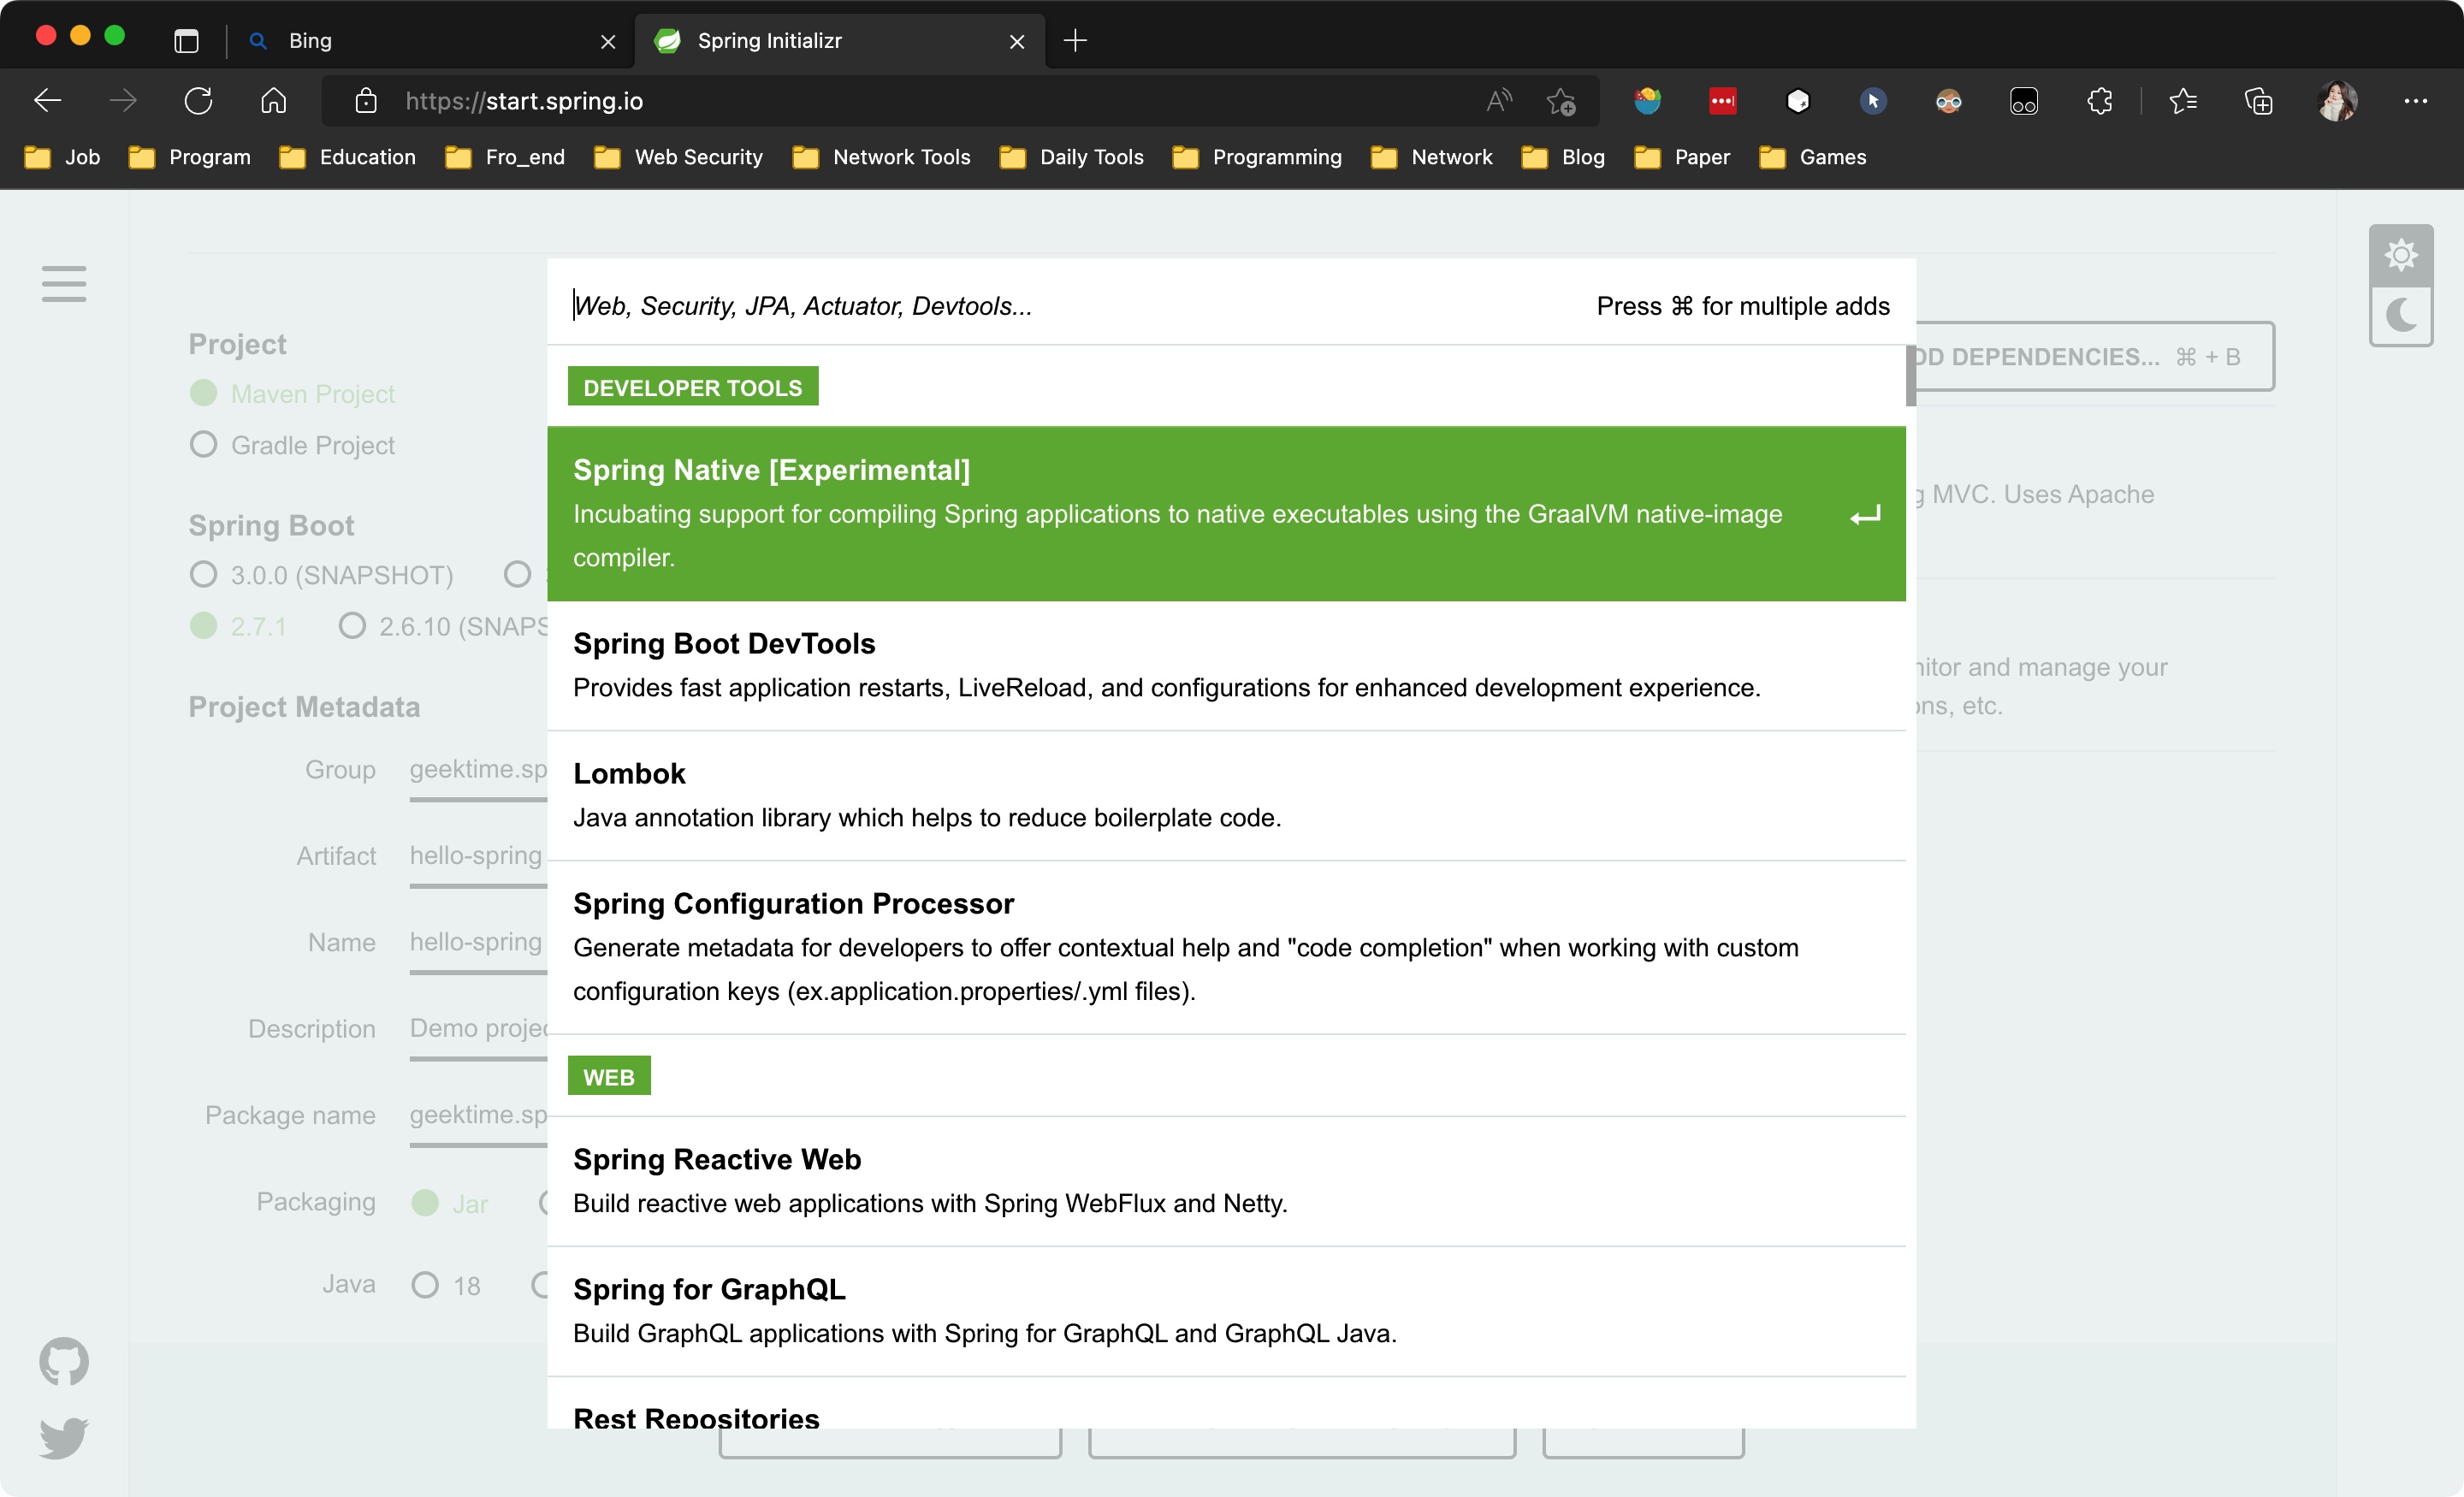 Bing
Spring Initializr
https://start.spring.io
Job
Program
Education
Fro_end
Web Security
Network Tools
Daily Tools
Programming
Network
Blog
Paper
Games
Web, Security, JPA, Actuator, Devtools...
Press ⌘ for multiple adds
DEVELOPER TOOLS
Spring Native [Experimental]
Incubating support for compiling Spring applications to native executables using the GraalVM native-image
compiler.
Spring Boot DevTools
Provides fast application restarts, LiveReload, and configurations for enhanced development experience.
Lombok
Java annotation library which helps to reduce boilerplate code.
Spring Configuration Processor
Generate metadata for developers to offer contextual help and "code completion" when working with custom
configuration keys (ex.application.properties/.yml files).
WEB
Spring Reactive Web
Build reactive web applications with Spring WebFlux and Netty.
Spring for GraphQL
Build GraphQL applications with Spring for GraphQL and GraphQL Java.
Rest Repositories
Project
Maven Project
Gradle Project
Spring Boot
3.0.0 (SNAPSHOT)
2.7.1
2.6.10 (SNAPS
Project Metadata
Group
geektime.sp
Artifact
hello-spring
Name
hello-spring
Description
Demo projec
Package name
geektime.sp
Packaging
Jar
Java
18
DEPENDENCIES... ⌘ + B
MVC. Uses Apache
and manage your
etc.